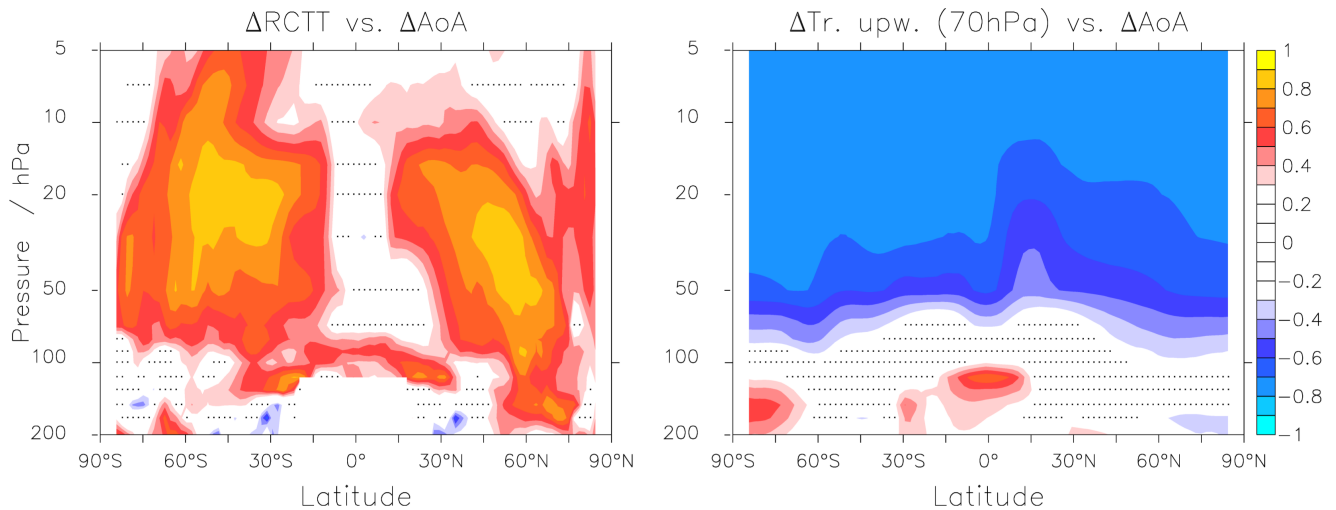 ΔRCTT vs. ΔAoA
ΔTr. upw. (70hPa) vs. ΔAoA
Pressure / hPa
5
10
20
50
100
200
90°S
60°S
30°S
0°
30°N
60°N
90°N
Latitude
5
10
20
50
100
200
90°S
60°S
30°S
0°
30°N
60°N
90°N
Latitude
1
0.8
0.6
0.4
0.2
0
−0.2
−0.4
−0.6
−0.8
−1